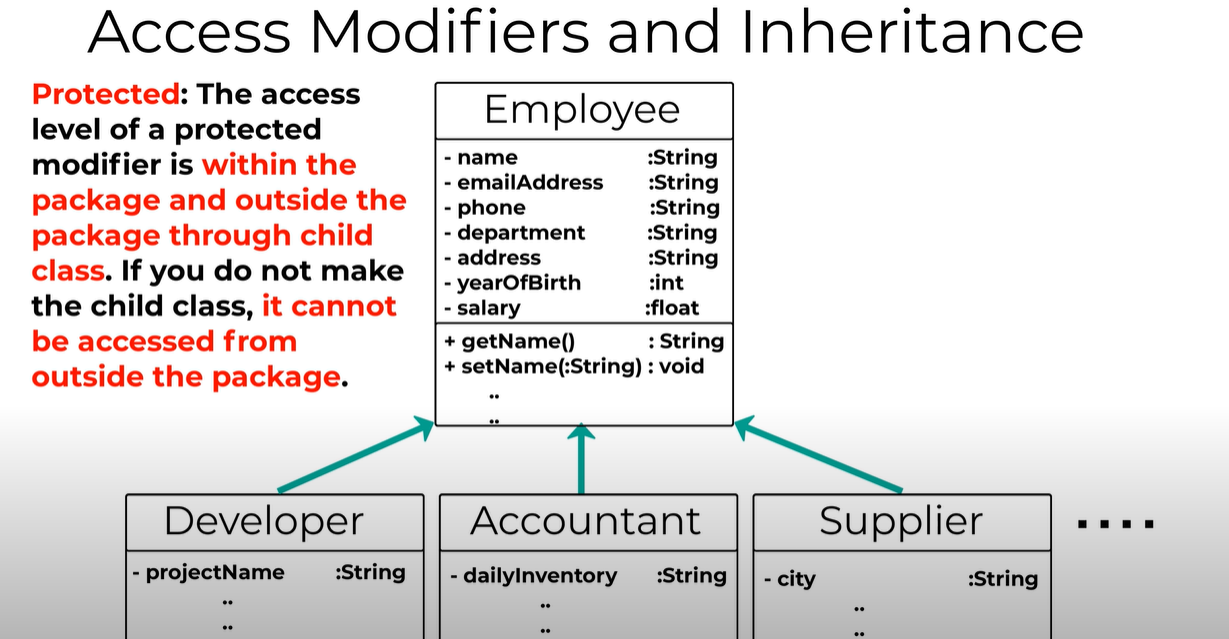 Access Modifiers and Inheritance
Protected: The access
level of a protected
modifier is within the
package and outside the
package through child
class. If you do not make
the child class, it cannot
be accessed from
outside the package.
Employee
- name :String
- emailAddress :String
- phone :String
- department :String
- address :String
- yearOfBirth :int
- salary :float
+ getName() : String
+ setName(:String) : void
..
..
Developer
- projectName :String
..
..
Accountant
- dailyInventory :String
..
..
Supplier
- city :String
..
..
....